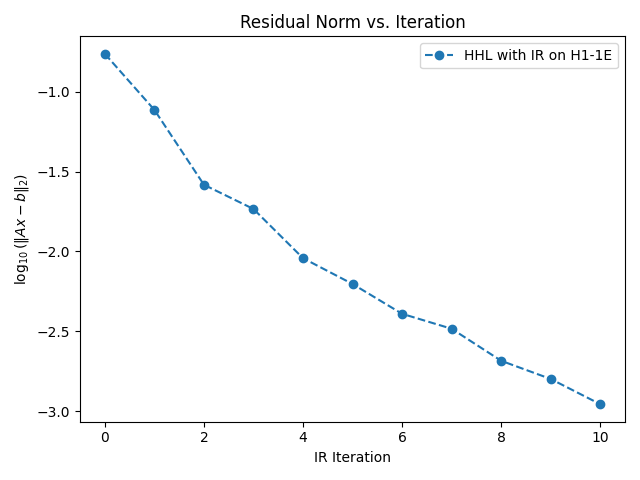 Residual Norm vs. Iteration
HHL with IR on H1-1E
log₁₀(‖Ax − b‖₂)
−1.0
−1.5
−2.0
−2.5
−3.0
0 2 4 6 8 10
IR Iteration